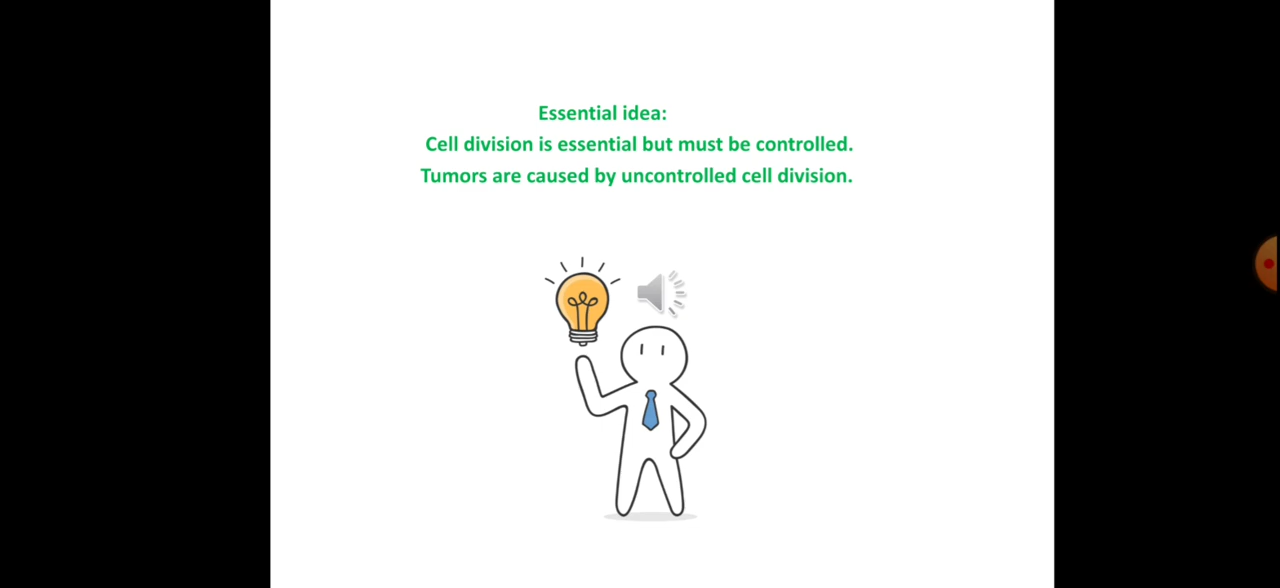 Essential idea:
Cell division is essential but must be controlled.
Tumors are caused by uncontrolled cell division.